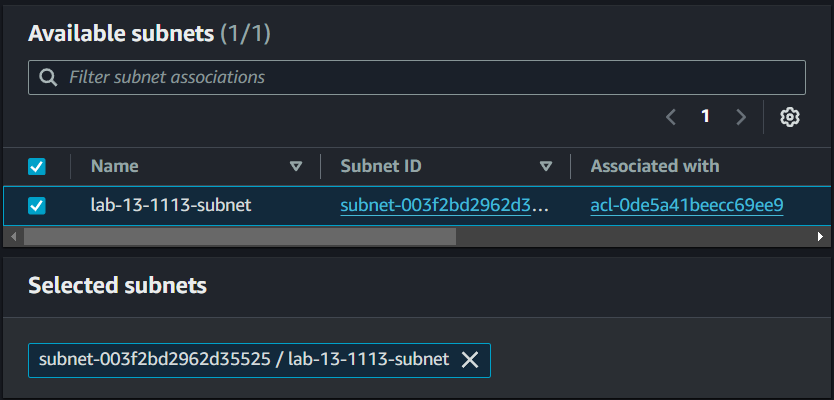 Available subnets (1/1)
Filter subnet associations
1
Name Subnet ID Associated with
lab-13-1113-subnet subnet-003f2bd2962d3... acl-0de5a41beecc69ee9
Selected subnets
subnet-003f2bd2962d35525 / lab-13-1113-subnet